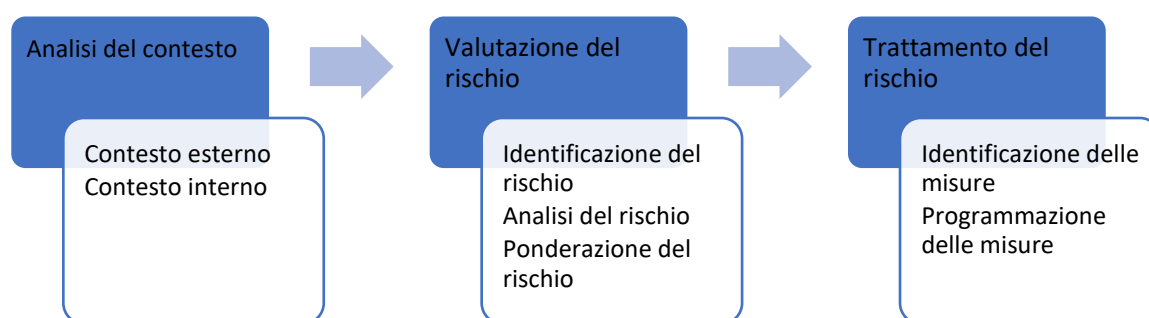 Analisi del contesto
Contesto esterno
Contesto interno
Valutazione del
rischio
Identificazione del
rischio
Analisi del rischio
Ponderazione del
rischio
Trattamento del
rischio
Identificazione delle
misure
Programmazione
delle misure